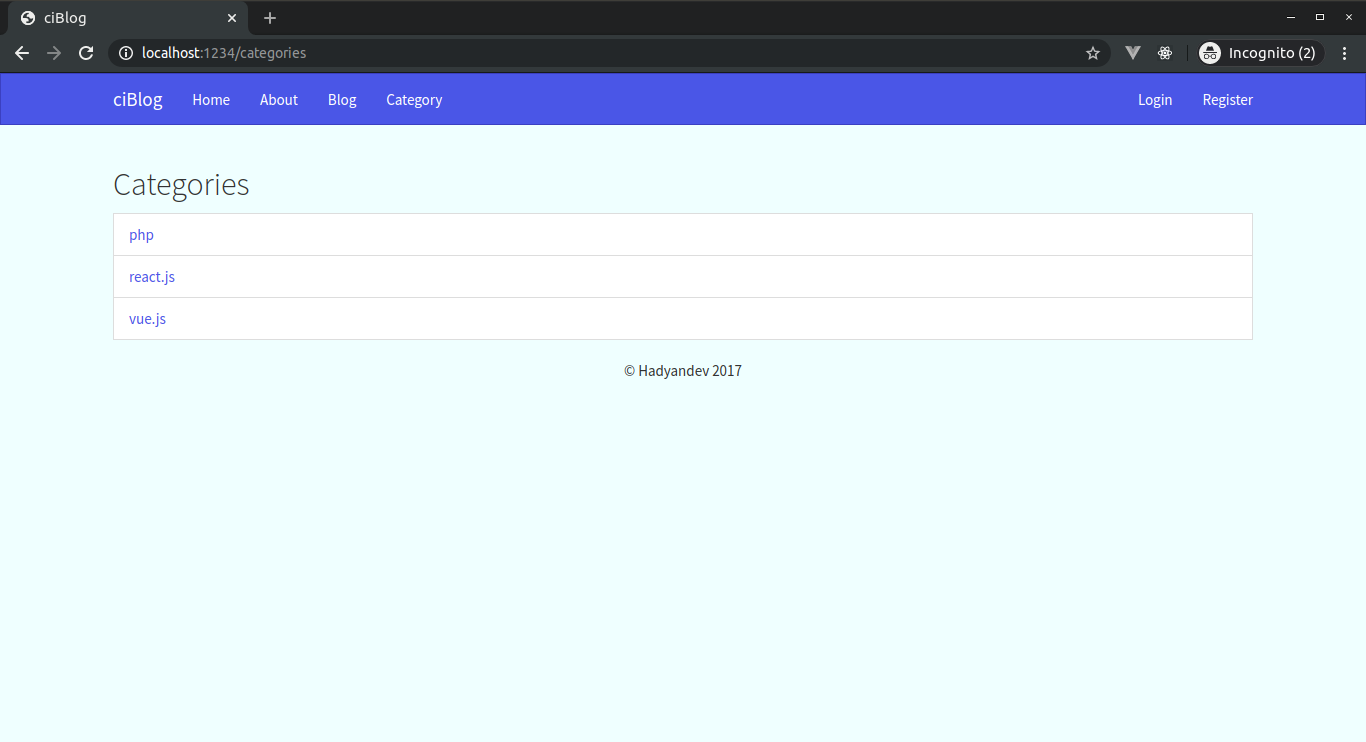 ciBlog
localhost:1234/categories
Incognito (2)
ciBlog Home About Blog Category Login Register
Categories
php
react.js
vue.js
© Hadyandev 2017